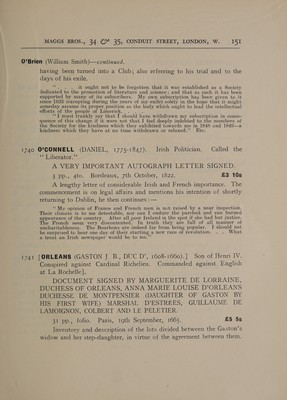 MAGGS BROS., 34 & 35, CONDUIT STREET, LONDON, W. 151
O'Brien (William Smith)—continued.
having been turned into a Club; also referring to his trial and to the
days of his exile.
". . . it ought not to be forgotten that it was established as a Society
dedicated to the promotion of literature and science; and that as such it has been
supported by many of its subscribers. My own subscription has been given to it
since 1832 excepting during the years of my exile) solely in the hope that it might
someday assume its proper position as the body which ought to lead the intellectual
efforts of the people of Limerick.
"I must frankly say that I should have withdrawn my subscription in conse-
quence of this change if it were not that I feel deeply indebted to the members of
the Society for the kindness which they exhibited towards me in 1848 and 1849—a
kindness which they have at no time withdrawn or relaxed." Etc.
1740 O'CONNELL (DANIEL, 1775-1847). Irish Politician. Called the
"Liberator."
A VERY IMPORTANT AUTOGRAPH LETTER SIGNED.
3 pp., 4to. Bordeaux, 7th October, 1822. £3 10s
A lengthy letter of considerable Irish and French importance. The
commencement is on legal affairs and mentions his intention of shortly
returning to Dublin, he then continues:—
"My opinion of France and French men is not raised by a near inspection.
Their climate is to me detestable, nor can I endure the parched and sun burned
appearance of the country. After all poor Ireland is the spot if she had but justice.
The French seem very discontented. In truth they are full of all manner of
uncharitableness. The Bourbons are indeed far from being popular. I should not
be surprised to hear one day of their starting a new race of revolution. . . . What
a treat an Irish newspaper would be to me."
1741 [ORLEANS (GASTON J. B., DUC D', 1608-1660).] Son of Henri IV.
Conspired against Cardinal Richelieu. Commanded against English
at La Rochelle].
DOCUMENT SIGNED BY MARGUERITE DE LORRAINE,
DUCHESS OF ORLEANS, ANNA MARIE LOUISE D'ORLEANS
DUCHESSE DE MONTPENSIER (DAUGHTER OF GASTON BY
HIS FIRST WIFE) MARSHAL D'ESTREES, GUILLAUME DE
LAMOIGNON, COLBERT AND LE PELETIER.
31 pp., folio. Paris, 19th September, 1665. £5 5s
Inventory and description of the lots divided between the Gaston's
widow and her step-daughter, in virtue of the agreement between them.